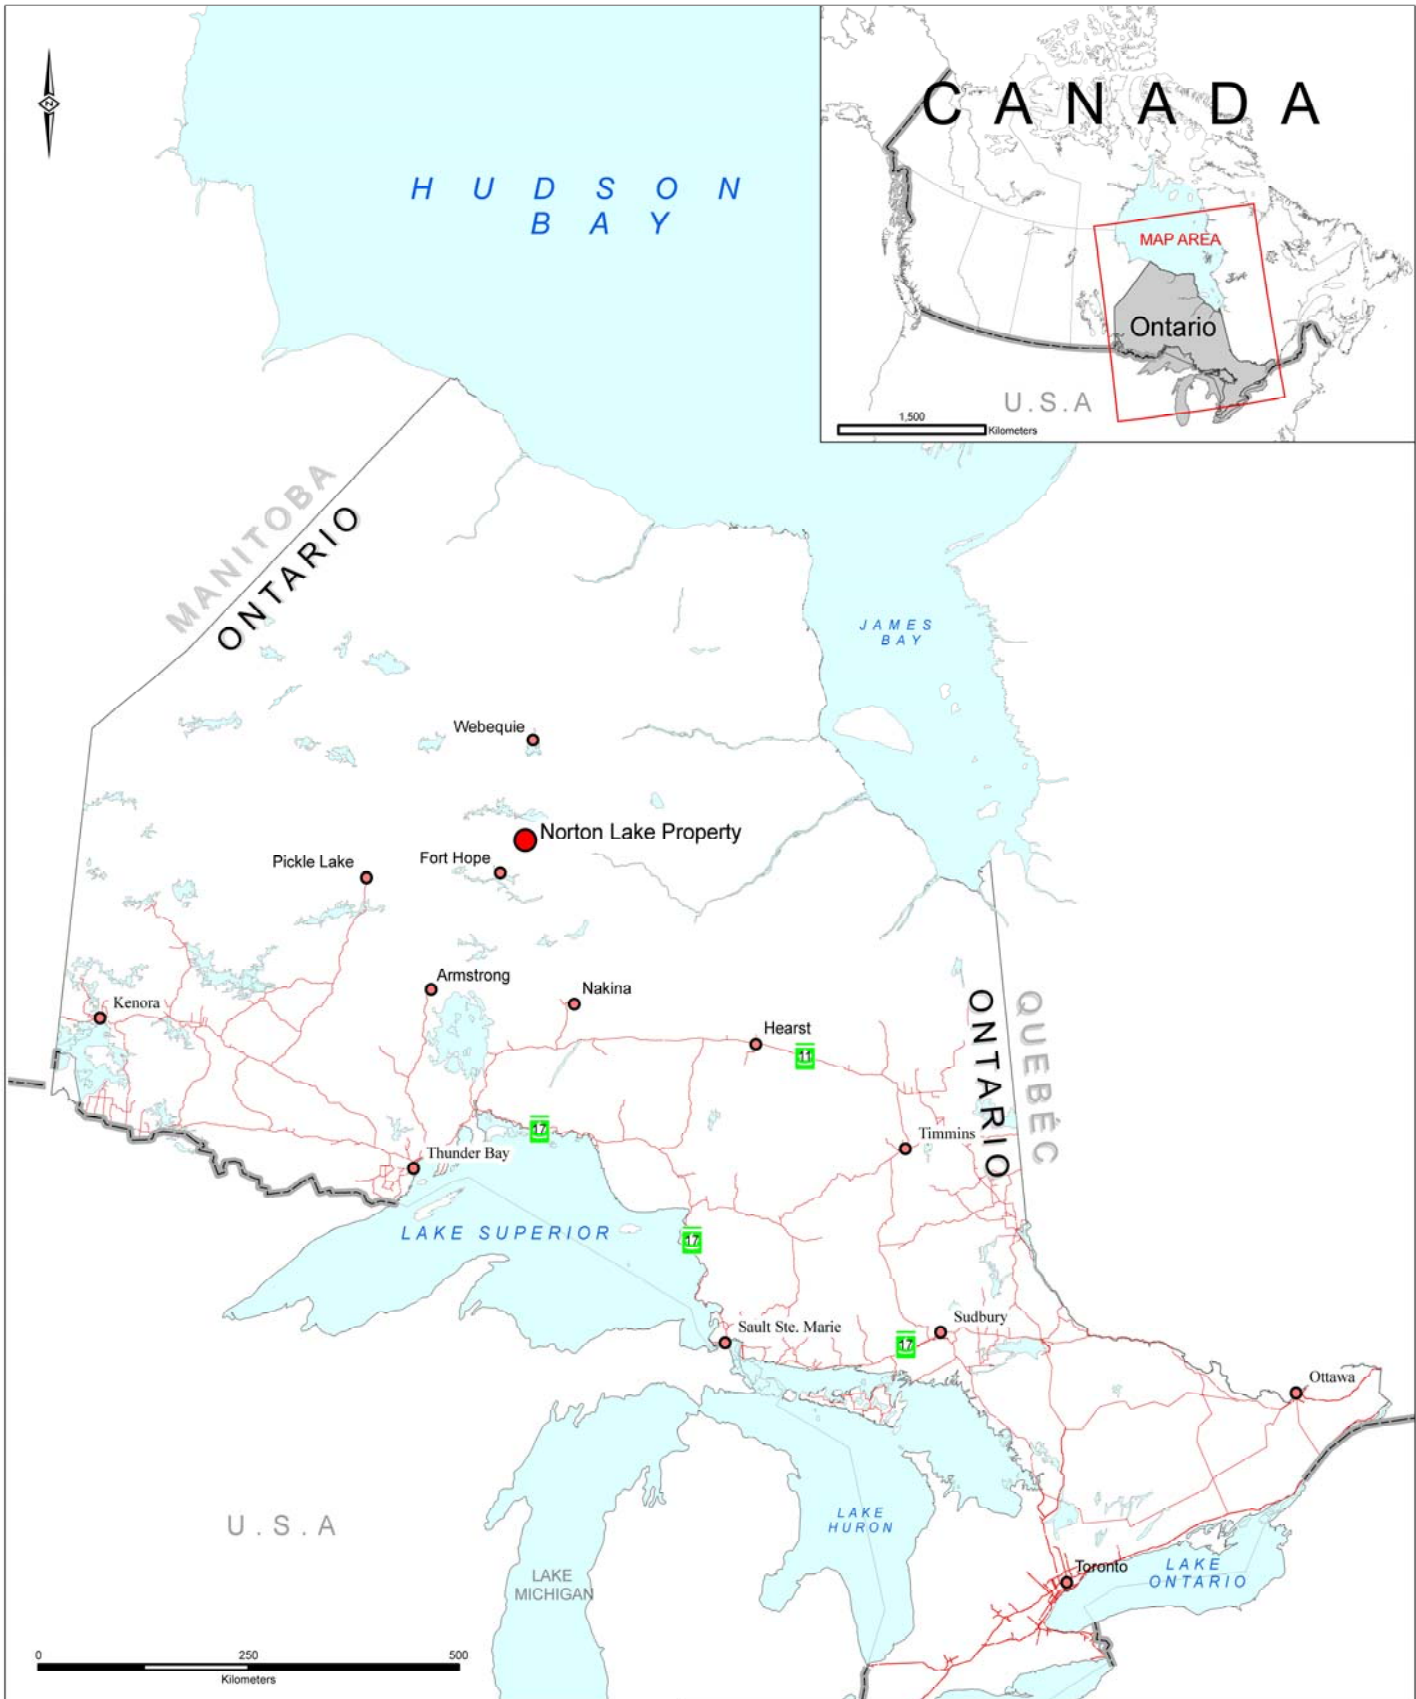 N
CANADA
MAP AREA
Ontario
U.S.A
1,500
Kilometers
HUDSON
BAY
MANITOBA
ONTARIO
JAMES
BAY
Webequie
Norton Lake Property
Fort Hope
Pickle Lake
Armstrong
Nakina
Kenora
Hearst
11
ONTARIO
QUEBÉC
17
Timmins
Thunder Bay
LAKE SUPERIOR
17
Sault Ste. Marie
17
Sudbury
Ottawa
U.S.A
LAKE
HURON
LAKE
MICHIGAN
Toronto
LAKE
ONTARIO
0 250 500
Kilometers